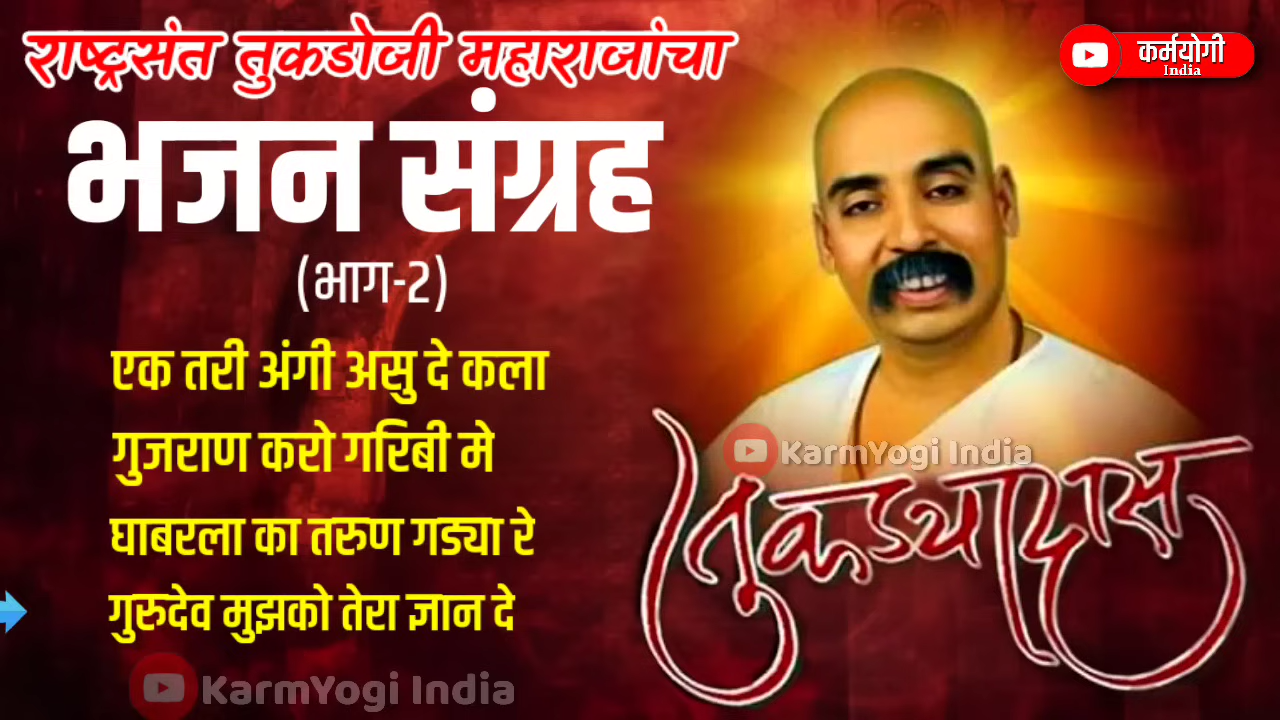 राष्ट्रसंत तुकडोजी महाराजांचा
कर्मयोगी
India
भजन संग्रह
(भाग-2)
एक तरी अंगी असु दे कला
गुजराण करो गरिबी मे
घाबरला का तरुण गड्या रे
गुरुदेव मुझको तेरा ज्ञान दे
KarmYogi India
तुकड्यादास
KarmYogi India